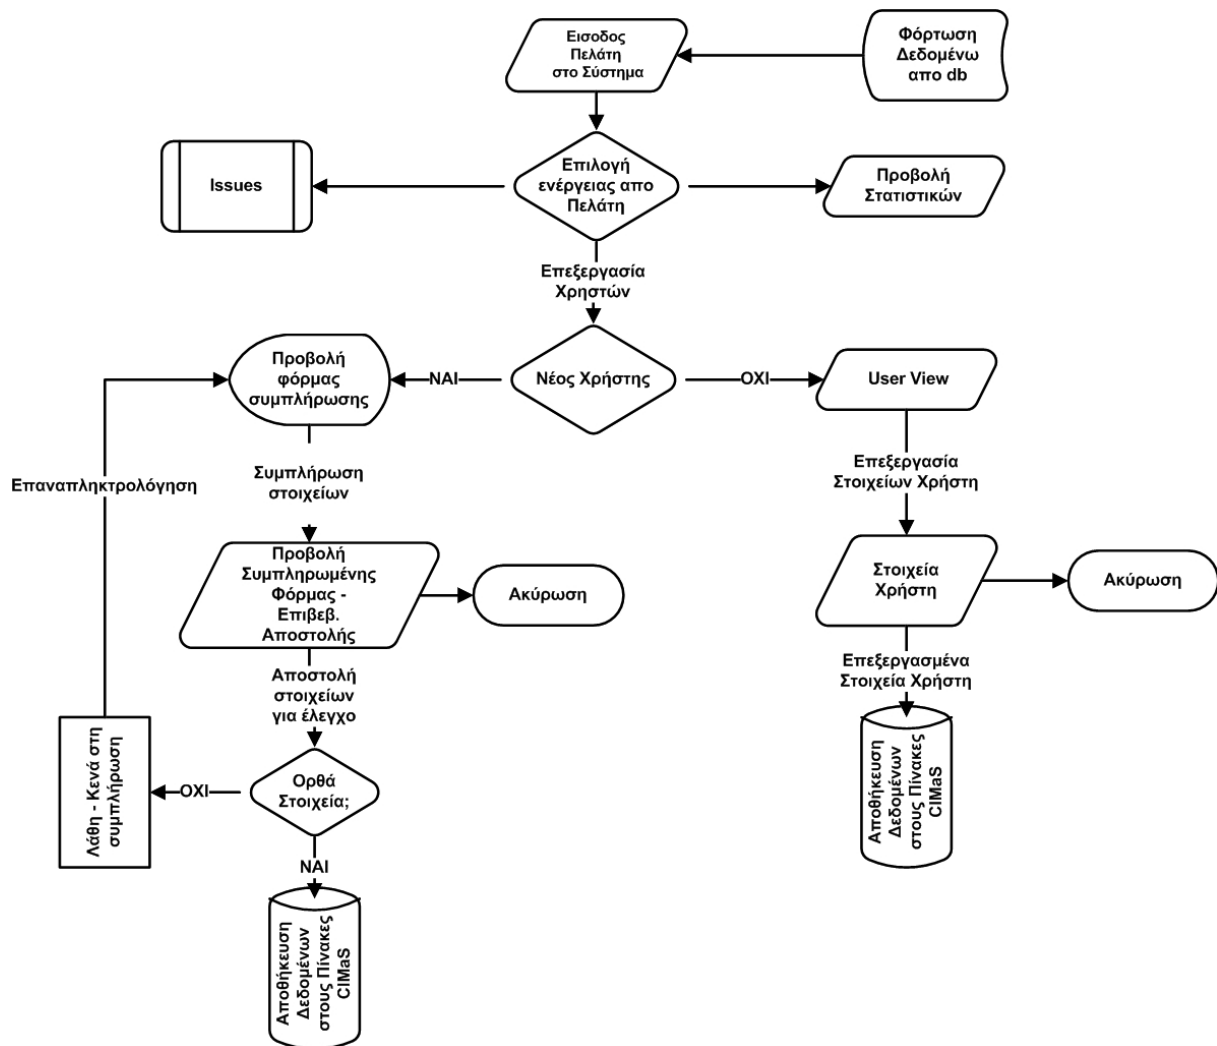 Εισοδος
Πελάτη
στο Σύστημα
Φόρτωση
Δεδομένω
απο db
Issues
Επιλογή
ενέργειας απο
Πελάτη
Προβολή
Στατιστικών
Επεξεργασία
Χρηστών
Προβολή
φόρμας
συμπλήρωσης
ΝΑΙ
Νέος Χρήστης
ΟΧΙ
User View
Επαναπληκτρολόγηση
Συμπλήρωση
στοιχείων
Επεξεργασία
Στοιχείων Χρήστη
Προβολή
Συμπληρωμένης
Φόρμας -
Επιβεβ.
Αποστολής
Ακύρωση
Στοιχεία
Χρήστη
Ακύρωση
Αποστολή
στοιχείων
για έλεγχο
Επεξεργασμένα
Στοιχεία Χρήστη
Λάθη - Κενά στη
συμπλήρωση
ΟΧΙ
Ορθά
Στοιχεία;
Αποθήκευση
Δεδομένων
στους Πίνακες
CIMaS
ΝΑΙ
Αποθήκευση
Δεδομένων
στους Πίνακες
CIMaS